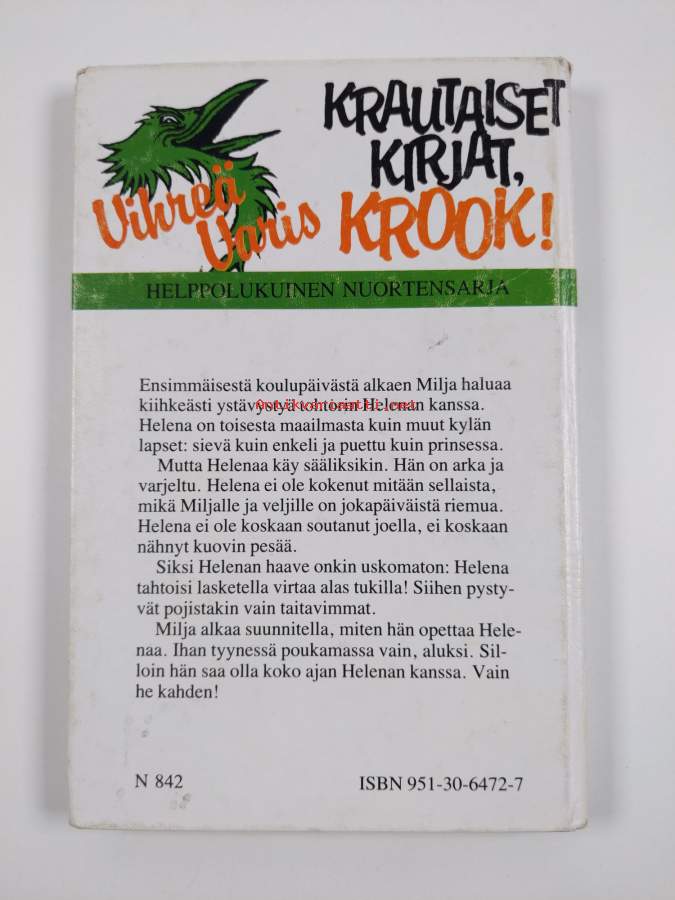 KRAUTAISET
KIRJAT,
KROOK!
Vihreä
Varis
HELPPOLUKUINEN NUORTENSARJA
Ensimmäisestä koulupäivästä alkaen Milja haluaa
kiihkeästi ystävystyä tohtorin Helenan kanssa.
Helena on toisesta maailmasta kuin muut kylän
lapset: sievä kuin enkeli ja puettu kuin prinsessa.
Mutta Helenaa käy sääliksikin. Hän on arka ja
varjeltu. Helena ei ole kokenut mitään sellaista,
mikä Miljalle ja veljille on jokapäiväistä riemua.
Helena ei ole koskaan soutanut joella, ei koskaan
nähnyt kuovin pesää.
Siksi Helenan haave onkin uskomaton: Helena
tahtoisi lasketella virtaa alas tukilla! Siihen pysty-
vät pojistakin vain taitavimmat.
Milja alkaa suunnitella, miten hän opettaa Hele-
naa. Ihan tyynessä poukamassa vain, aluksi. Sil-
loin hän saa olla koko ajan Helenan kanssa. Vain
he kahden!
N 842 ISBN 951-30-6472-7